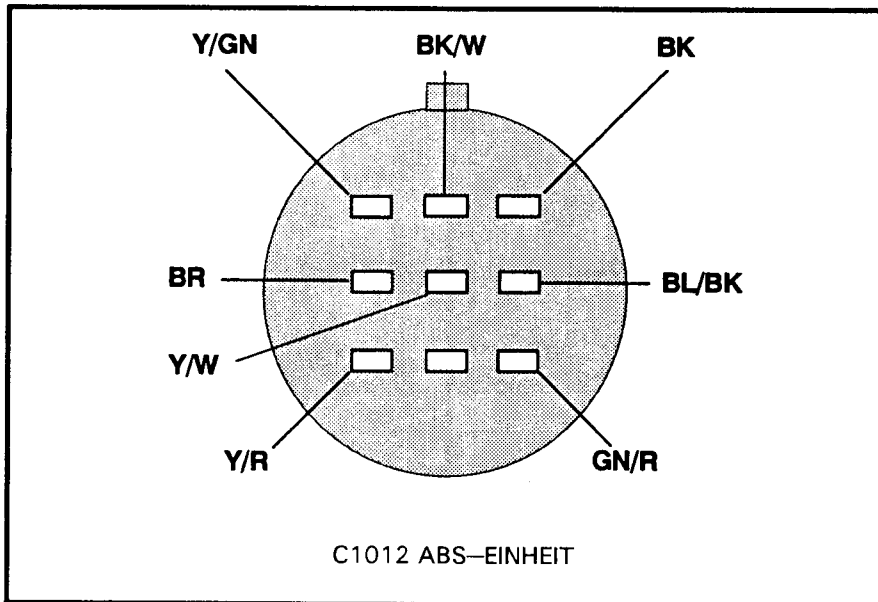 Y/GN BK/W BK
BR BL/BK
Y/W
Y/R GN/R
C1012 ABS–EINHEIT